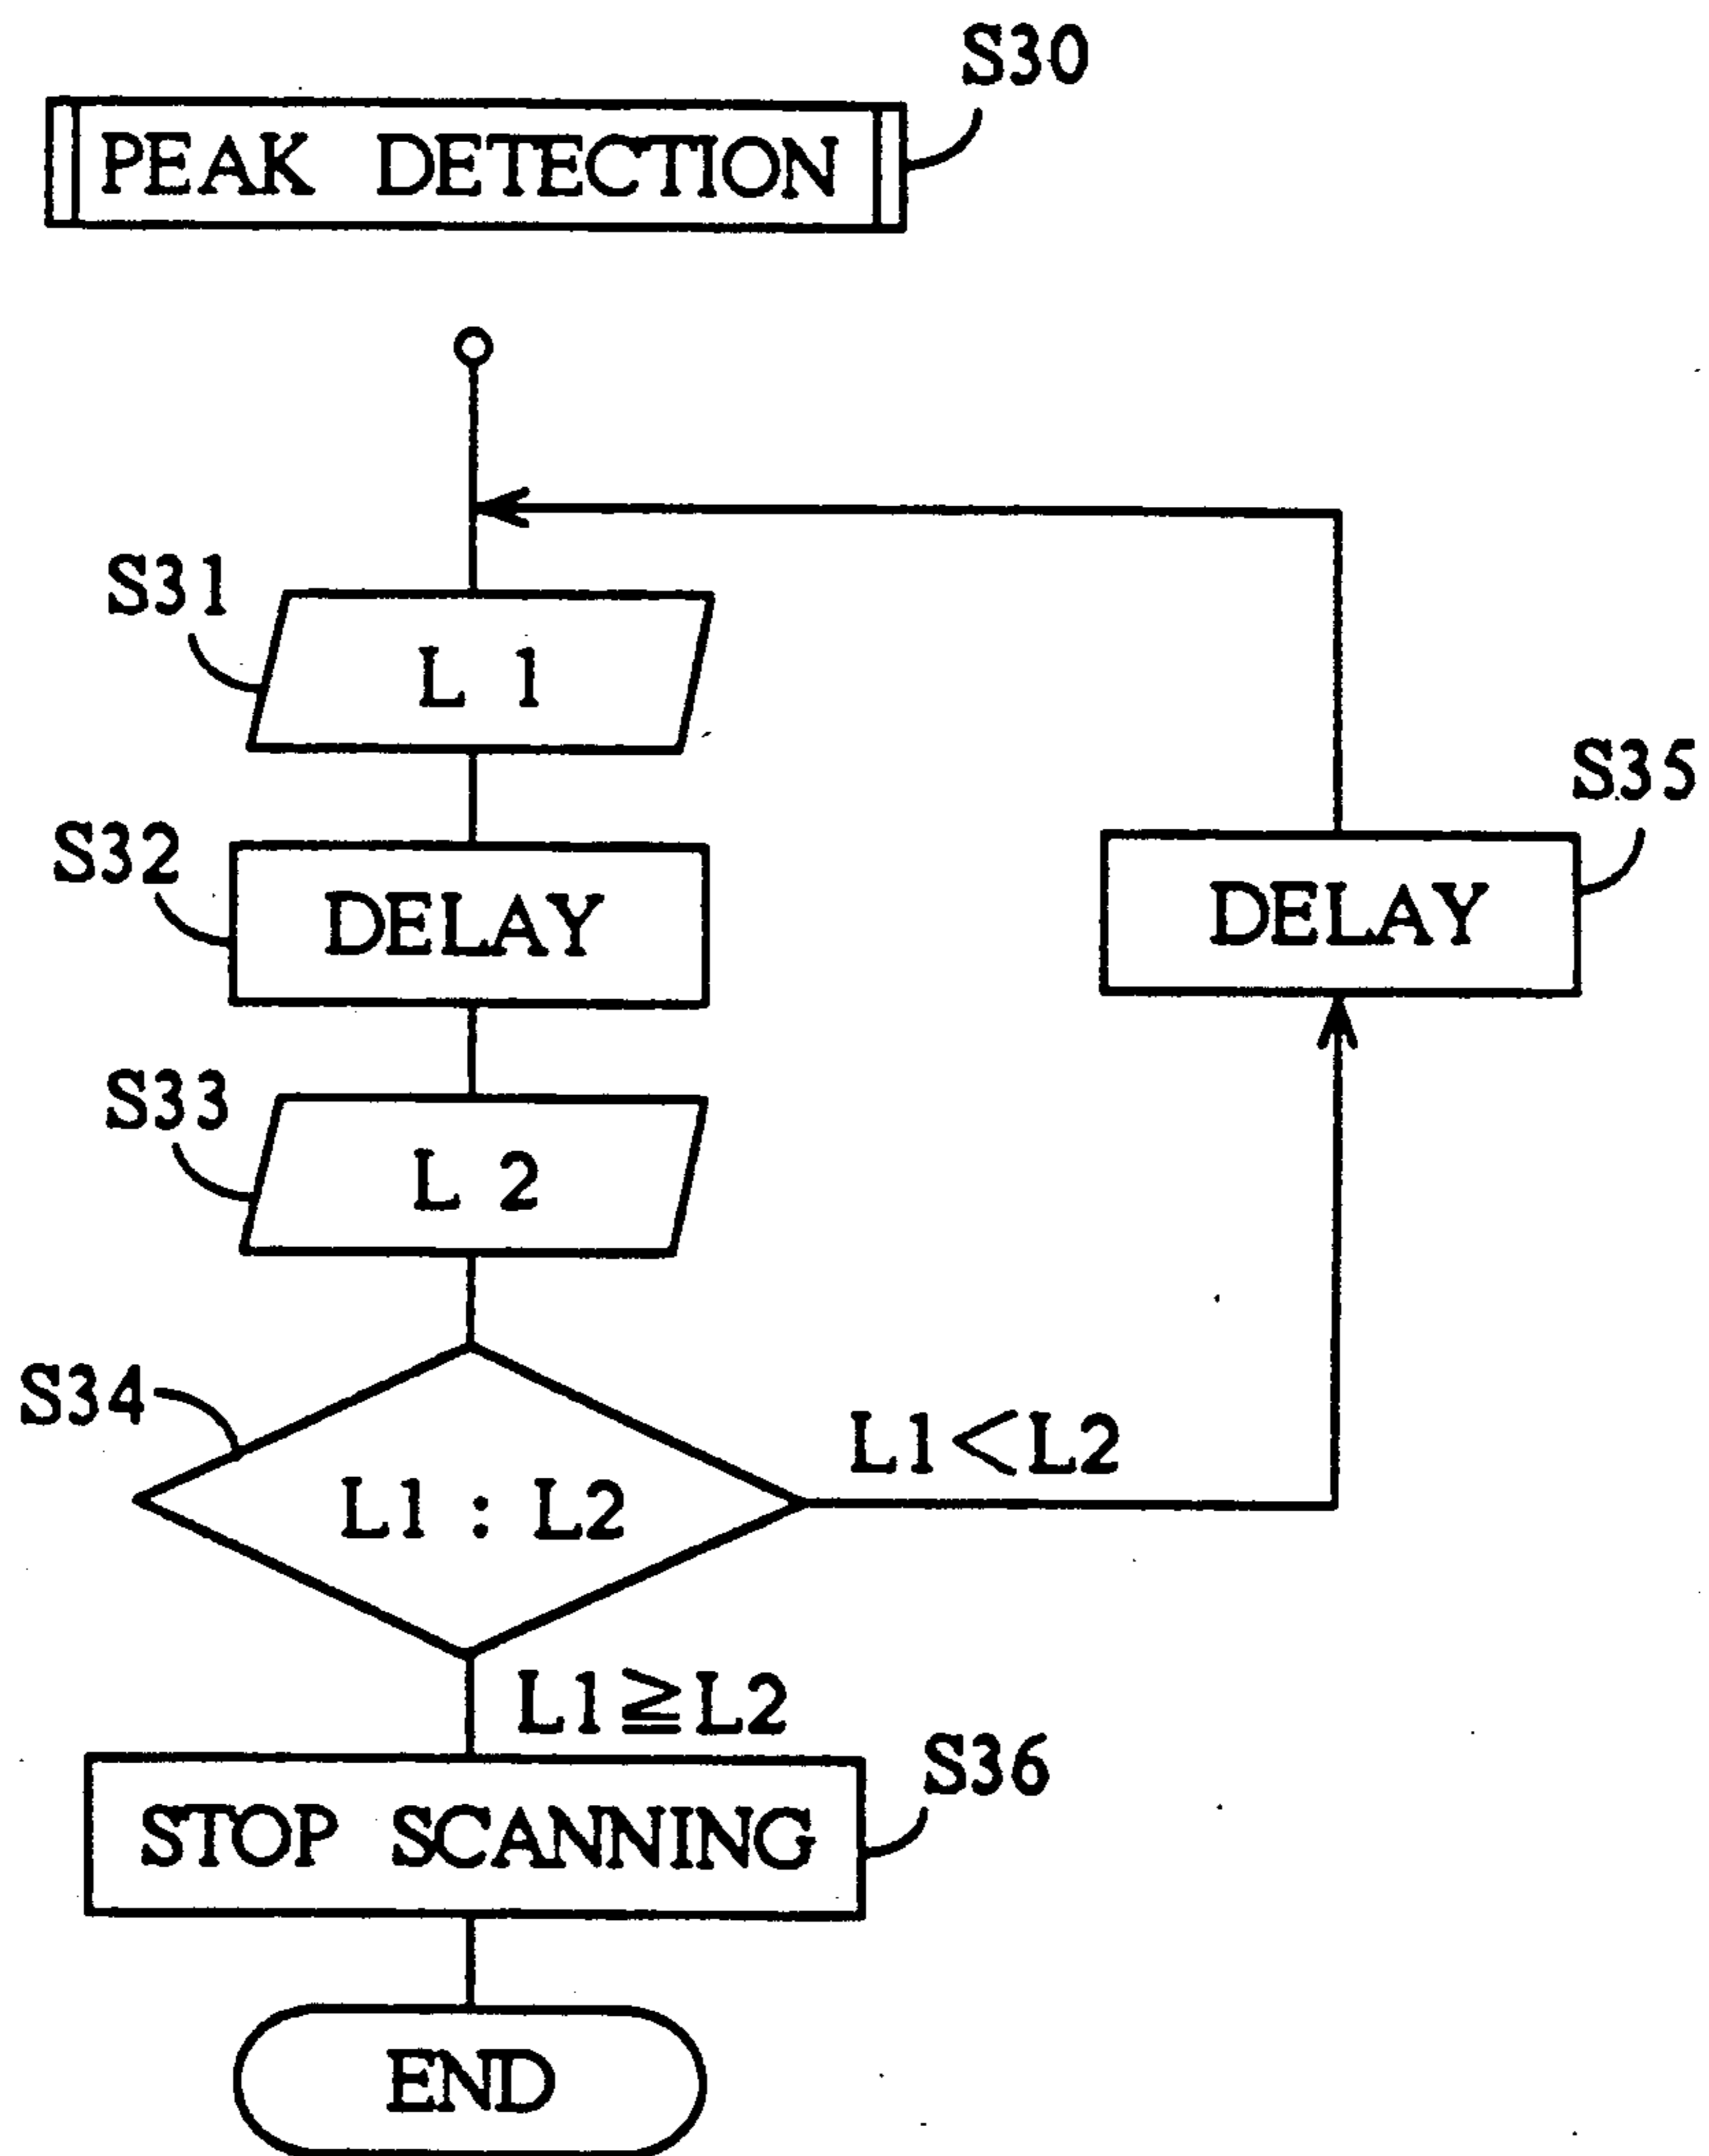 S30
PEAK DETECTION
S31
L 1
S32
DELAY
S35
DELAY
S33
L 2
S34
L1 : L2
L1<L2
L1≧L2
S36
STOP SCANNING
END